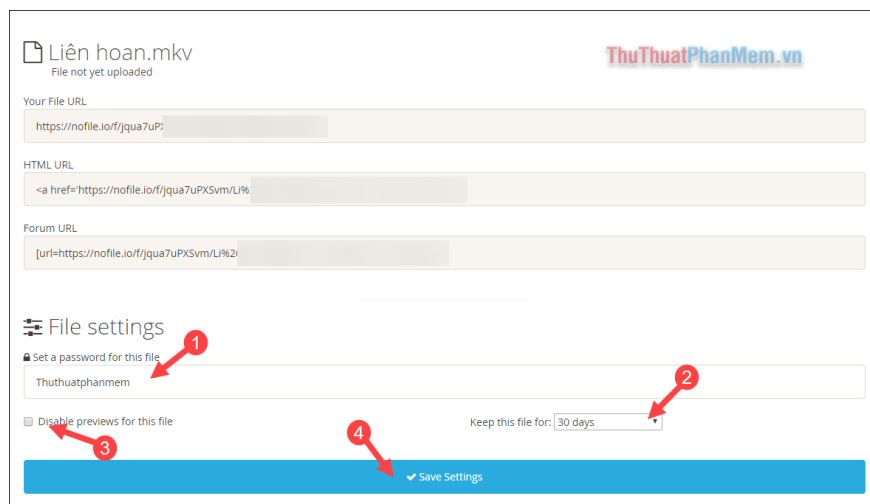 Liên hoan.mkv
ThuThuatPhanMem.vn
File not yet uploaded
Your File URL
https://nofile.io/f/jqua7uP
HTML URL
<a href='https://nofile.io/f/jqua7uPXSvm/Li%
Forum URL
[url=https://nofile.io/f/jqua7uPXSvm/Li%2
File settings
1
Set a password for this file
Thuthuatphanmem
2
Disable previews for this file
Keep this file for: 30 days
3
4
Save Settings